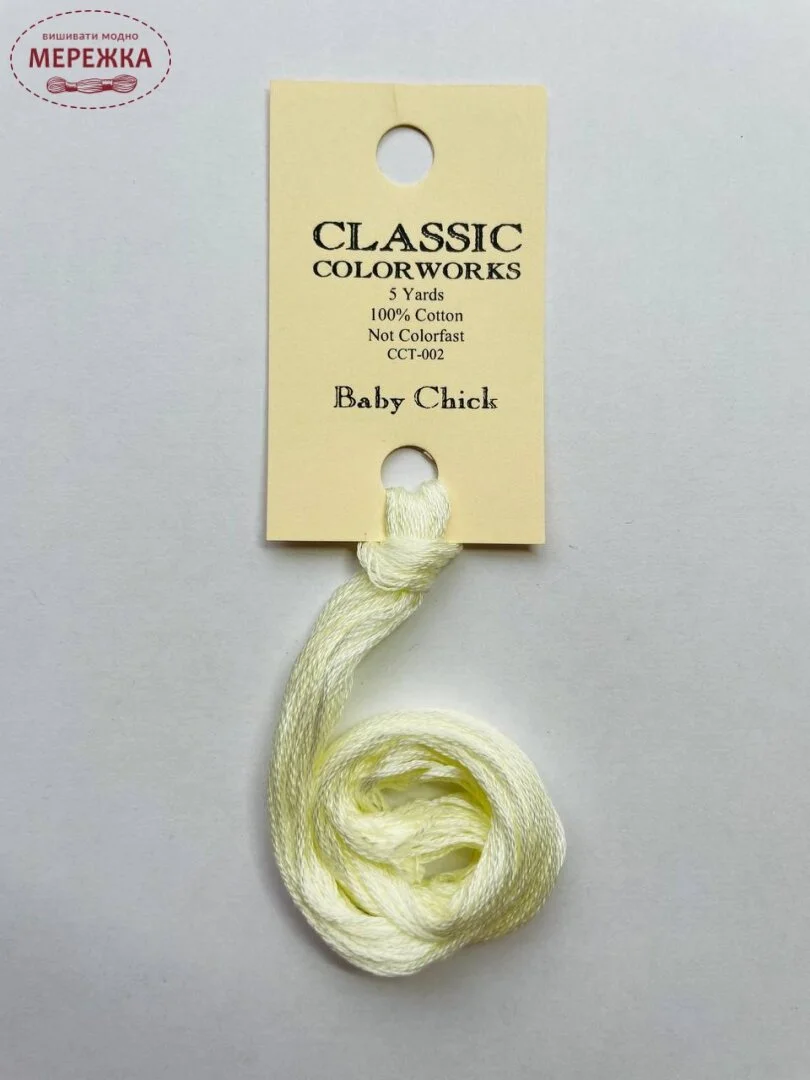 вишивати модно
МЕРЕЖКА
CLASSIC
COLORWORKS
5 Yards
100% Cotton
Not Colorfast
CCT-002
Baby Chick